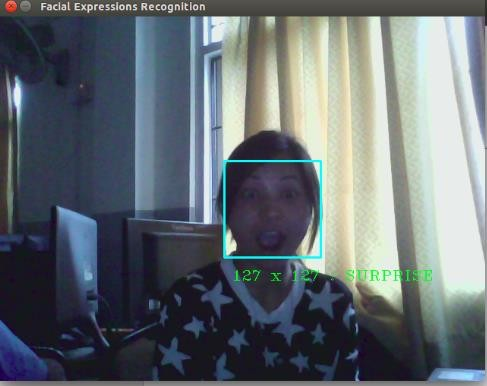 Facial Expressions Recognition
127 x 127 - SURPRISE